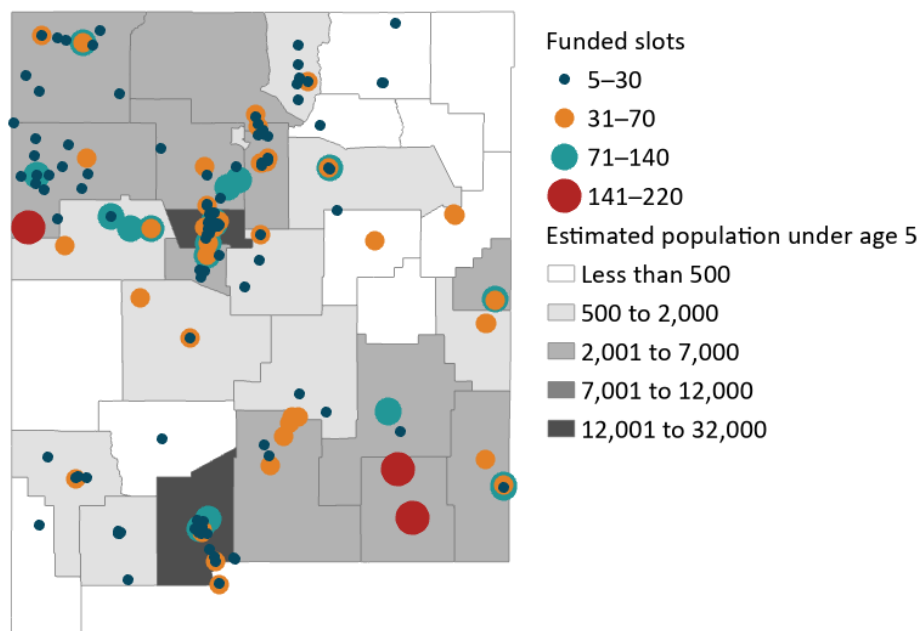 Funded slots
5–30
31–70
71–140
141–220
Estimated population under age 5
Less than 500
500 to 2,000
2,001 to 7,000
7,001 to 12,000
12,001 to 32,000